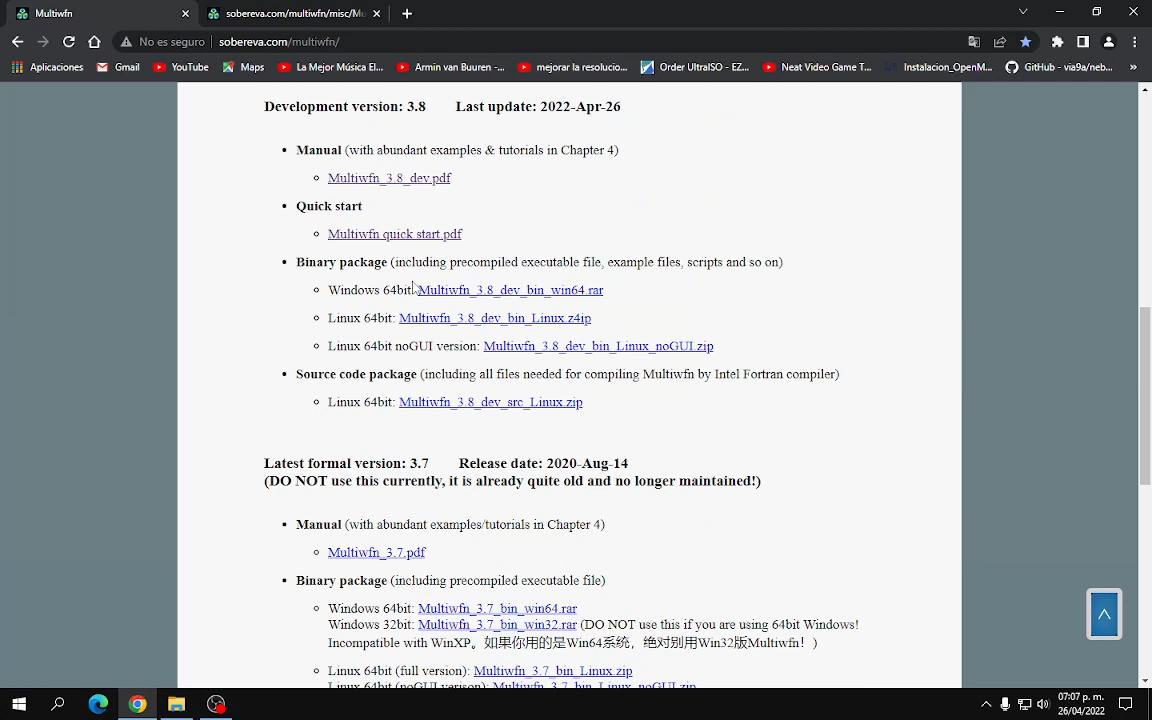 Multiwfn
sobereva.com/multiwfn/misc/Mu
No es seguro
sobereva.com/multiwfn/
Aplicaciones
Gmail
YouTube
Maps
La Mejor Música El...
Armin van Buuren -...
mejorar la resolucio...
Order UltraISO - EZ...
Neat Video Game T...
Instalacion_OpenM...
GitHub - via9a/neb...
»
Development version: 3.8 Last update: 2022-Apr-26
• Manual (with abundant examples & tutorials in Chapter 4)
Multiwfn_3.8_dev.pdf
• Quick start
Multiwfn quick start.pdf
• Binary package (including precompiled executable file, example files, scripts and so on)
Windows 64bit: Multiwfn_3.8_dev_bin_win64.rar
Linux 64bit: Multiwfn_3.8_dev_bin_Linux.z4ip
Linux 64bit noGUI version: Multiwfn_3.8_dev_bin_Linux_noGUI.zip
• Source code package (including all files needed for compiling Multiwfn by Intel Fortran compiler)
Linux 64bit: Multiwfn_3.8_dev_src_Linux.zip
Latest formal version: 3.7 Release date: 2020-Aug-14
(DO NOT use this currently, it is already quite old and no longer maintained!)
• Manual (with abundant examples/tutorials in Chapter 4)
Multiwfn_3.7.pdf
• Binary package (including precompiled executable file)
Windows 64bit: Multiwfn_3.7_bin_win64.rar
Windows 32bit: Multiwfn_3.7_bin_win32.rar (DO NOT use this if you are using 64bit Windows!
Incompatible with WinXP。如果你用的是Win64系统，绝对别用Win32版Multiwfn！)
Linux 64bit (full version): Multiwfn_3.7_bin_Linux.zip
Linux 64bit (noGUI verison): Multiwfn_3.7_bin_Linux_noGUI.zip
07:07 p. m.
26/04/2022